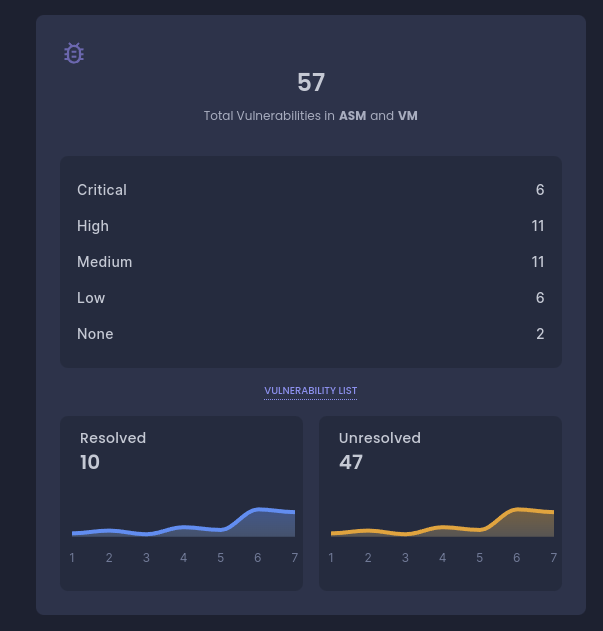 57
Total Vulnerabilities in ASM and VM
Critical 6
High 11
Medium 11
Low 6
None 2
VULNERABILITY LIST
Resolved
10
1 2 3 4 5 6 7
Unresolved
47
1 2 3 4 5 6 7